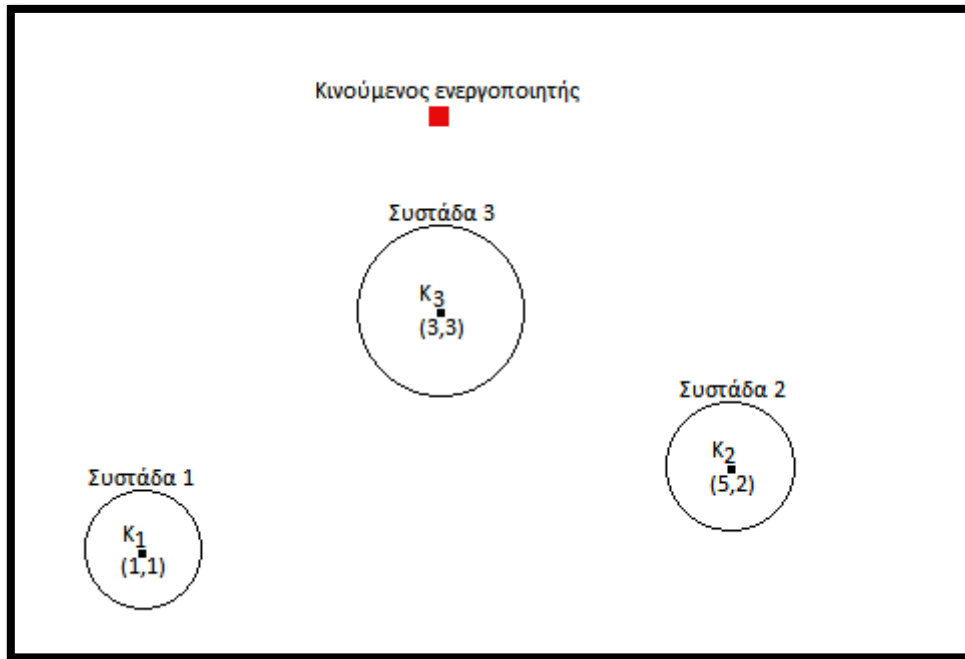 Κινούμενος ενεργοποιητής
Συστάδα 3
K3
(3,3)
Συστάδα 2
K2
(5,2)
Συστάδα 1
K1
(1,1)